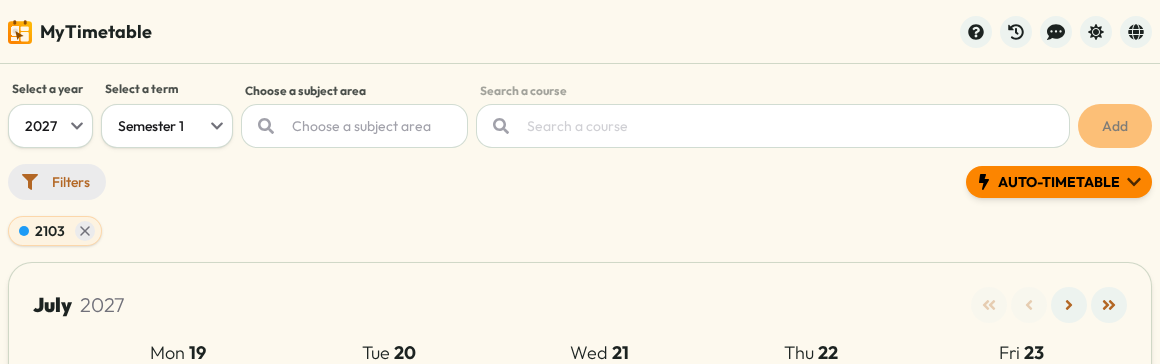 MyTimetable
Select a year
Select a term
Choose a subject area
Search a course
2027
Semester 1
Choose a subject area
Search a course
Add
Filters
AUTO-TIMETABLE
2103
July 2027
Mon 19 Tue 20 Wed 21 Thu 22 Fri 23